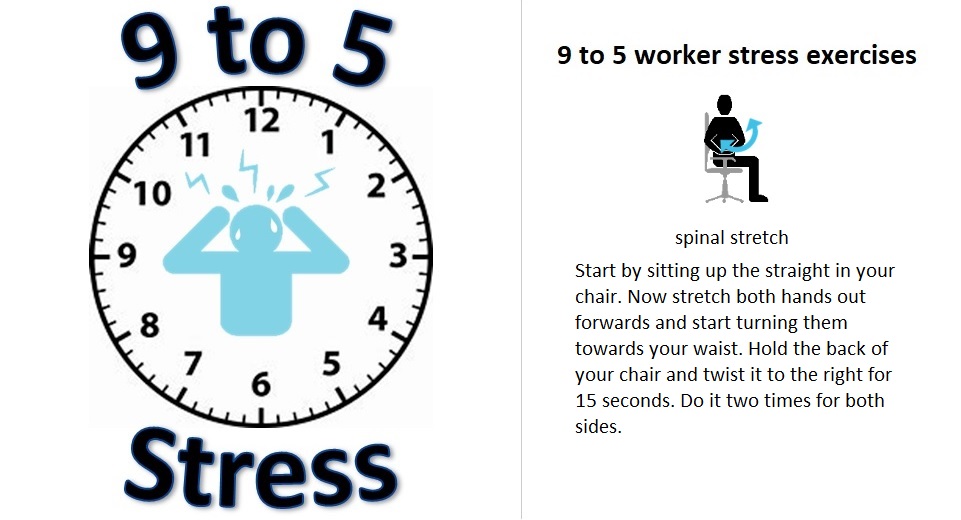 9 to 5
12
11
1
10
2
9
3
8
4
7
5
6
Stress
9 to 5 worker stress exercises
spinal stretch
Start by sitting up the straight in your
chair. Now stretch both hands out
forwards and start turning them
towards your waist. Hold the back of
your chair and twist it to the right for
15 seconds. Do it two times for both
sides.